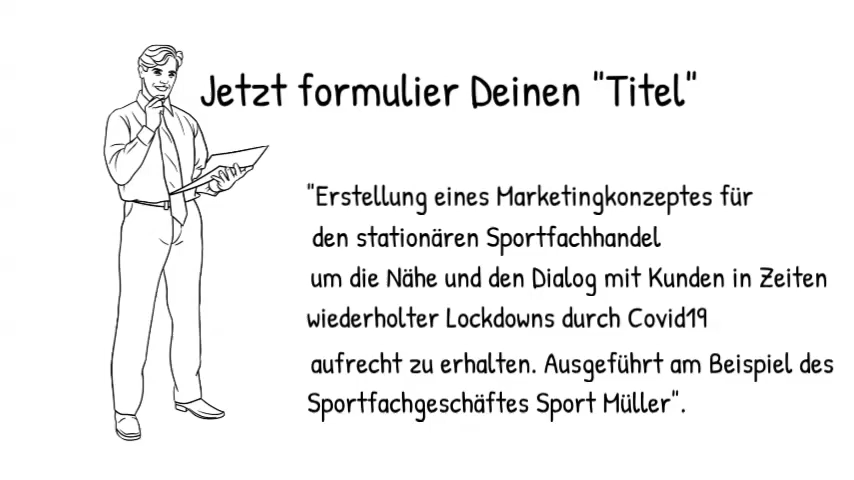 Jetzt formulier Deinen "Titel"
"Erstellung eines Marketingkonzeptes für
den stationären Sportfachhandel
um die Nähe und den Dialog mit Kunden in Zeiten
wiederholter Lockdowns durch Covid19
aufrecht zu erhalten. Ausgeführt am Beispiel des
Sportfachgeschäftes Sport Müller".